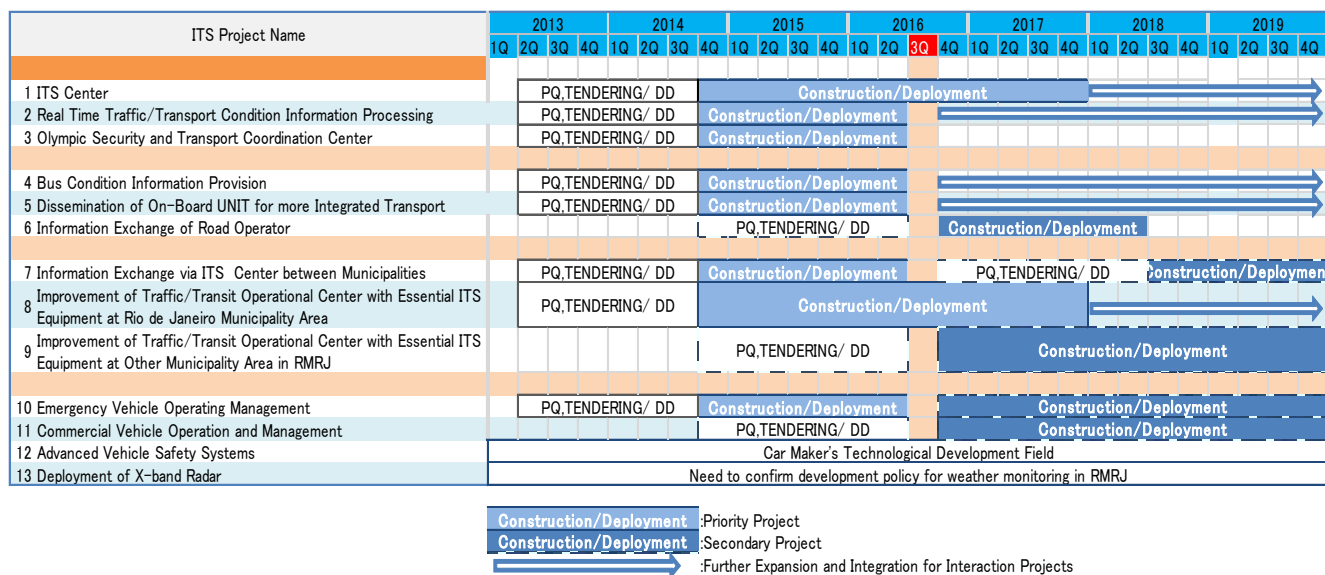 ITS Project Name 2013 2014 2015 2016 2017 2018 2019
1Q 2Q 3Q 4Q 1Q 2Q 3Q 4Q 1Q 2Q 3Q 4Q 1Q 2Q 3Q 4Q 1Q 2Q 3Q 4Q 1Q 2Q 3Q 4Q 1Q 2Q 3Q 4Q
1 ITS Center PQ,TENDERING/ DD Construction/Deployment
2 Real Time Traffic/Transport Condition Information Processing PQ,TENDERING/ DD Construction/Deployment
3 Olympic Security and Transport Coordination Center PQ,TENDERING/ DD Construction/Deployment
4 Bus Condition Information Provision PQ,TENDERING/ DD Construction/Deployment
5 Dissemination of On-Board UNIT for more Integrated Transport PQ,TENDERING/ DD Construction/Deployment
6 Information Exchange of Road Operator PQ,TENDERING/ DD Construction/Deployment
7 Information Exchange via ITS Center between Municipalities PQ,TENDERING/ DD Construction/Deployment PQ,TENDERING/ DD Construction/Deploymen
8 Improvement of Traffic/Transit Operational Center with Essential ITS
Equipment at Rio de Janeiro Municipality Area PQ,TENDERING/ DD Construction/Deployment
9 Improvement of Traffic/Transit Operational Center with Essential ITS
Equipment at Other Municipality Area in RMRJ PQ,TENDERING/ DD Construction/Deployment
10 Emergency Vehicle Operating Management PQ,TENDERING/ DD Construction/Deployment Construction/Deployment
11 Commercial Vehicle Operation and Management PQ,TENDERING/ DD Construction/Deployment
12 Advanced Vehicle Safety Systems Car Maker's Technological Development Field
13 Deployment of X-band Radar Need to confirm development policy for weather monitoring in RMRJ
Construction/Deployment :Priority Project
Construction/Deployment :Secondary Project
:Further Expansion and Integration for Interaction Projects